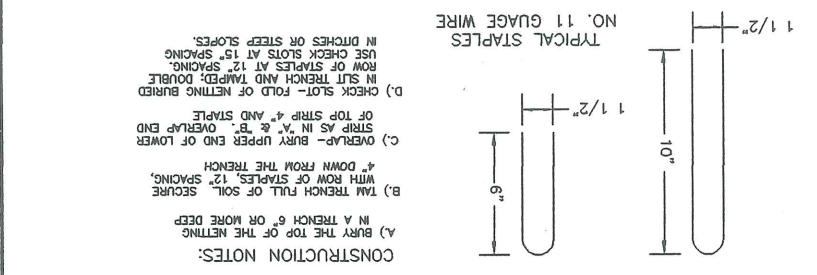 CONSTRUCTION NOTES:
A.) BURY THE TOP OF THE NETTING
IN A TRENCH 6" OR MORE DEEP
B.) TAM TRENCH FULL OF SOIL. SECURE
WITH ROW OF STAPLES, 12" SPACING,
4" DOWN FROM THE TRENCH
C.) OVERLAP- BURY UPPER END OF LOWER
STRIP AS IN "A" & "B". OVERLAP END
OF TOP STRIP 4" AND STAPLE
D.) CHECK SLOT- FOLD OF NETTING BURIED
IN SLIT TRENCH AND TAMPED; DOUBLE
ROW OF STAPLES AT 12" SPACING.
USE CHECK SLOTS AT 15" SPACING
IN DITCHES OR STEEP SLOPES.
10"
6"
1 1/2"
1 1/2"
TYPICAL STAPLES
NO. 11 GUAGE WIRE